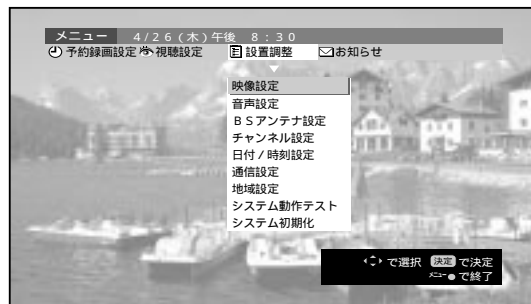 メニュー 4/26(木)午後 8:30
予約録画設定 視聴設定 設置調整 お知らせ
映像設定
音声設定
BSアンテナ設定
チャンネル設定
日付/時刻設定
通信設定
地域設定
システム動作テスト
システム初期化
で選択 決定 で決定
メニュー で終了